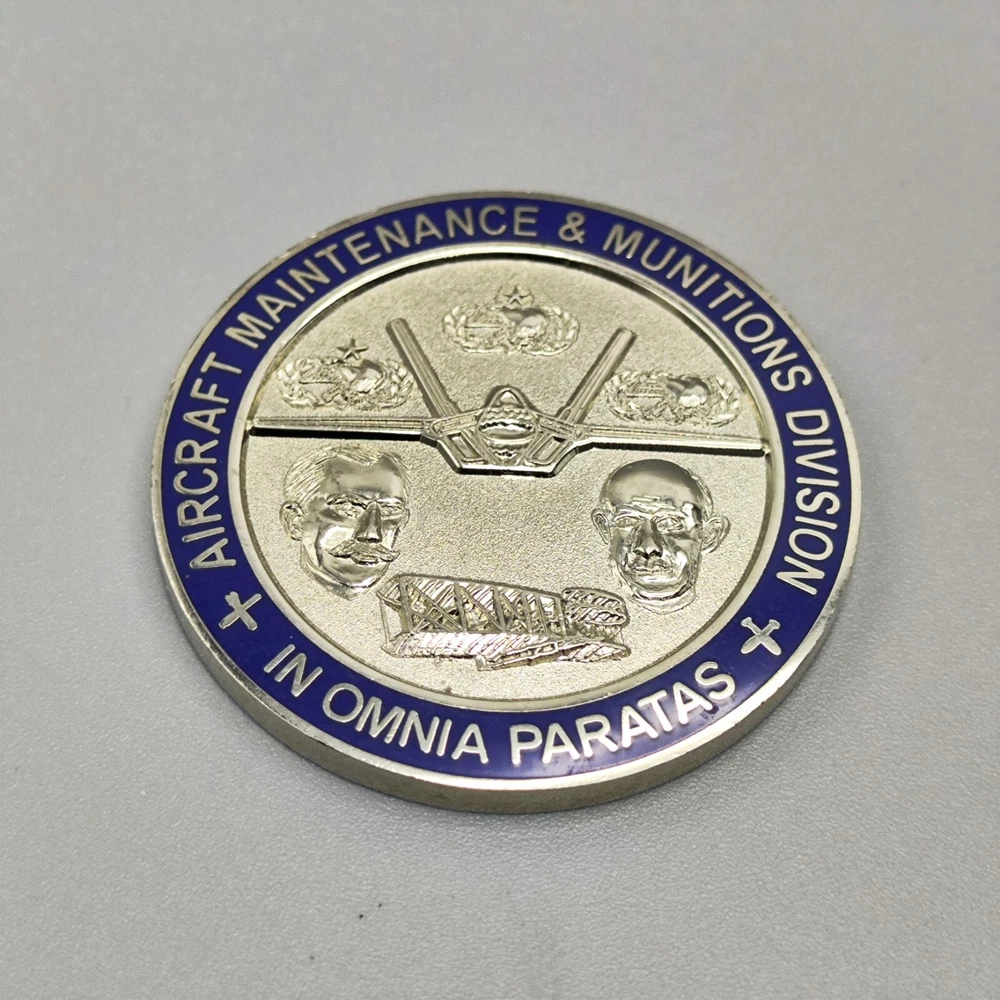 AIRCRAFT MAINTENANCE & MUNITIONS DIVISION
IN OMNIA PARATAS